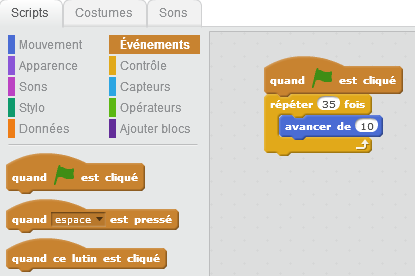 Scripts Costumes Sons
Mouvement Événements
Apparence Contrôle
Sons Capteurs
Stylo Opérateurs
Données Ajouter blocs
quand est cliqué
quand espace est pressé
quand ce lutin est cliqué
quand est cliqué
répéter 35 fois
avancer de 10